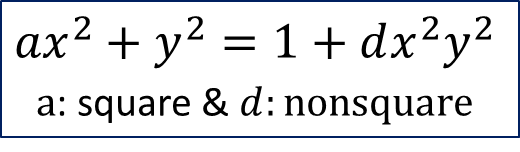 ax² + y² = 1 + dx²y²
a: square & d: nonsquare